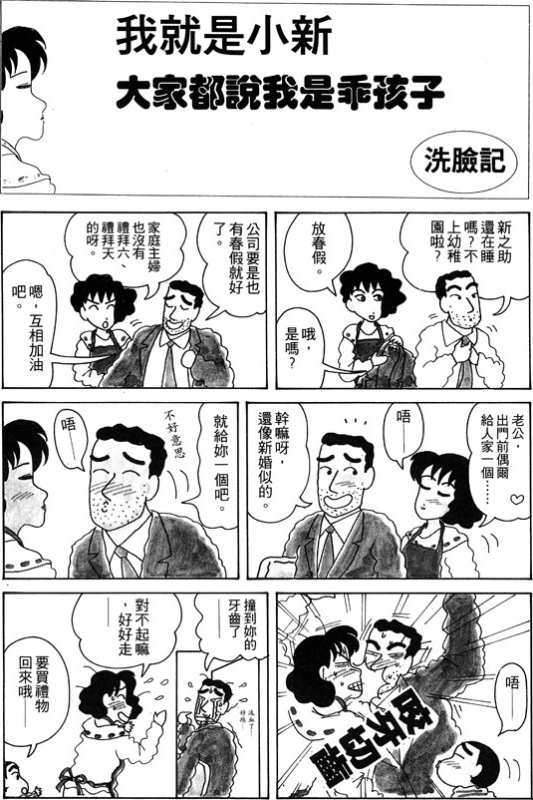 我就是小新
大家都說我是乖孩子
洗臉記
新之助
還在睡
嗎?不
上幼稚
園啦?
放春假。
哦,
是嗎?
公司要是也
有春假就好
了。
家庭主婦
也沒有
禮拜六、
禮拜天
的呀。
嗯,互相加油
吧。
老公,
出門前偶爾
給人家一個……♡
唔——
幹嘛呀,
還像新婚似的。
就給妳一個吧。
不好意思
唔——
唔——
咬牙切齒
撞到妳的
牙齒了——
流血了…
對不起嘛
,好好走——
要買禮物
回來哦——